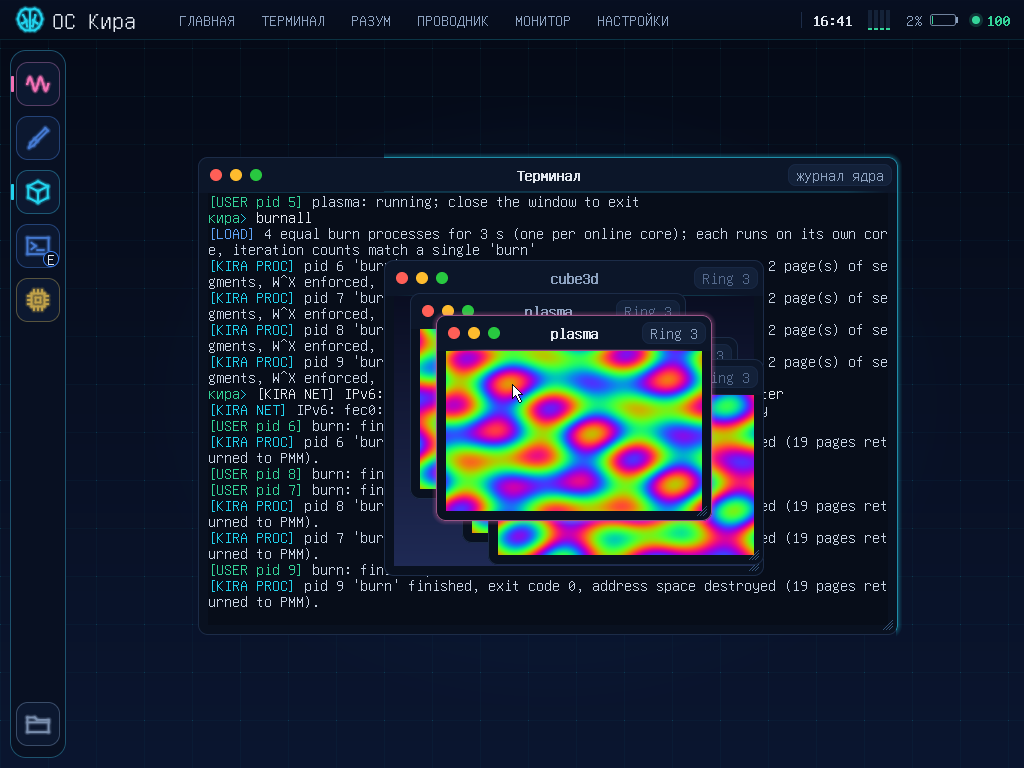 ОС Кира ГЛАВНАЯ ТЕРМИНАЛ РАЗУМ ПРОВОДНИК МОНИТОР НАСТРОЙКИ 16:41 2% 100
Терминал журнал ядра
[USER pid 5] plasma: running; close the window to exit
кира> burnall
[LOAD] 4 equal burn processes for 3 s (one per online core); each runs on its own cor
e, iteration counts match a single 'burn'
[KIRA PROC] pid 6 'bur 2 page(s) of se
gments, W^X enforced,
[KIRA PROC] pid 7 'bur 2 page(s) of se
gments, W^X enforced,
[KIRA PROC] pid 8 'bur 2 page(s) of se
gments, W^X enforced,
[KIRA PROC] pid 9 'bur 2 page(s) of se
gments, W^X enforced,
кира> [KIRA NET] IPv6:
[KIRA NET] IPv6: fec0:
[USER pid 6] burn: fin
[KIRA PROC] pid 6 'bur ed (19 pages ret
urned to PMM).
[USER pid 8] burn: fin
[USER pid 7] burn: fin
[KIRA PROC] pid 8 'bur ed (19 pages ret
urned to PMM).
[KIRA PROC] pid 7 'bur ed (19 pages ret
urned to PMM).
[USER pid 9] burn: fin
[KIRA PROC] pid 9 'burn' finished, exit code 0, address space destroyed (19 pages ret
urned to PMM).
cube3d Ring 3
plasma Ring 3
plasma Ring 3
3
ing 3
E